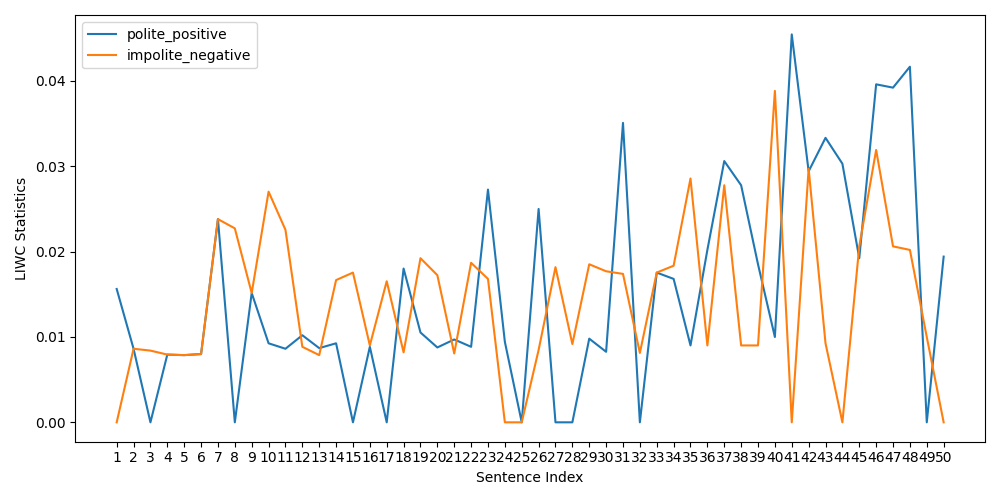 polite_positive
impolite_negative
0.04
0.03
0.02
0.01
0.00
LIWC Statistics
1 2 3 4 5 6 7 8 9 10 11 12 13 14 15 16 17 18 19 20 21 22 23 24 25 26 27 28 29 30 31 32 33 34 35 36 37 38 39 40 41 42 43 44 45 46 47 48 49 50
Sentence Index